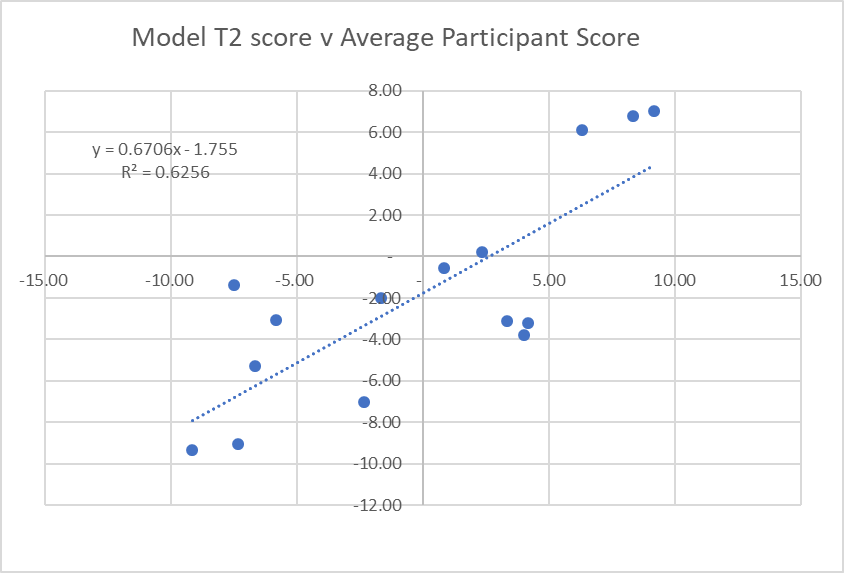 Model T2 score v Average Participant Score
8.00
y = 0.6706x - 1.755
R² = 0.6256
6.00
4.00
2.00
-
-15.00 -10.00 -5.00 - 5.00 10.00 15.00
-2.00
-4.00
-6.00
-8.00
-10.00
-12.00